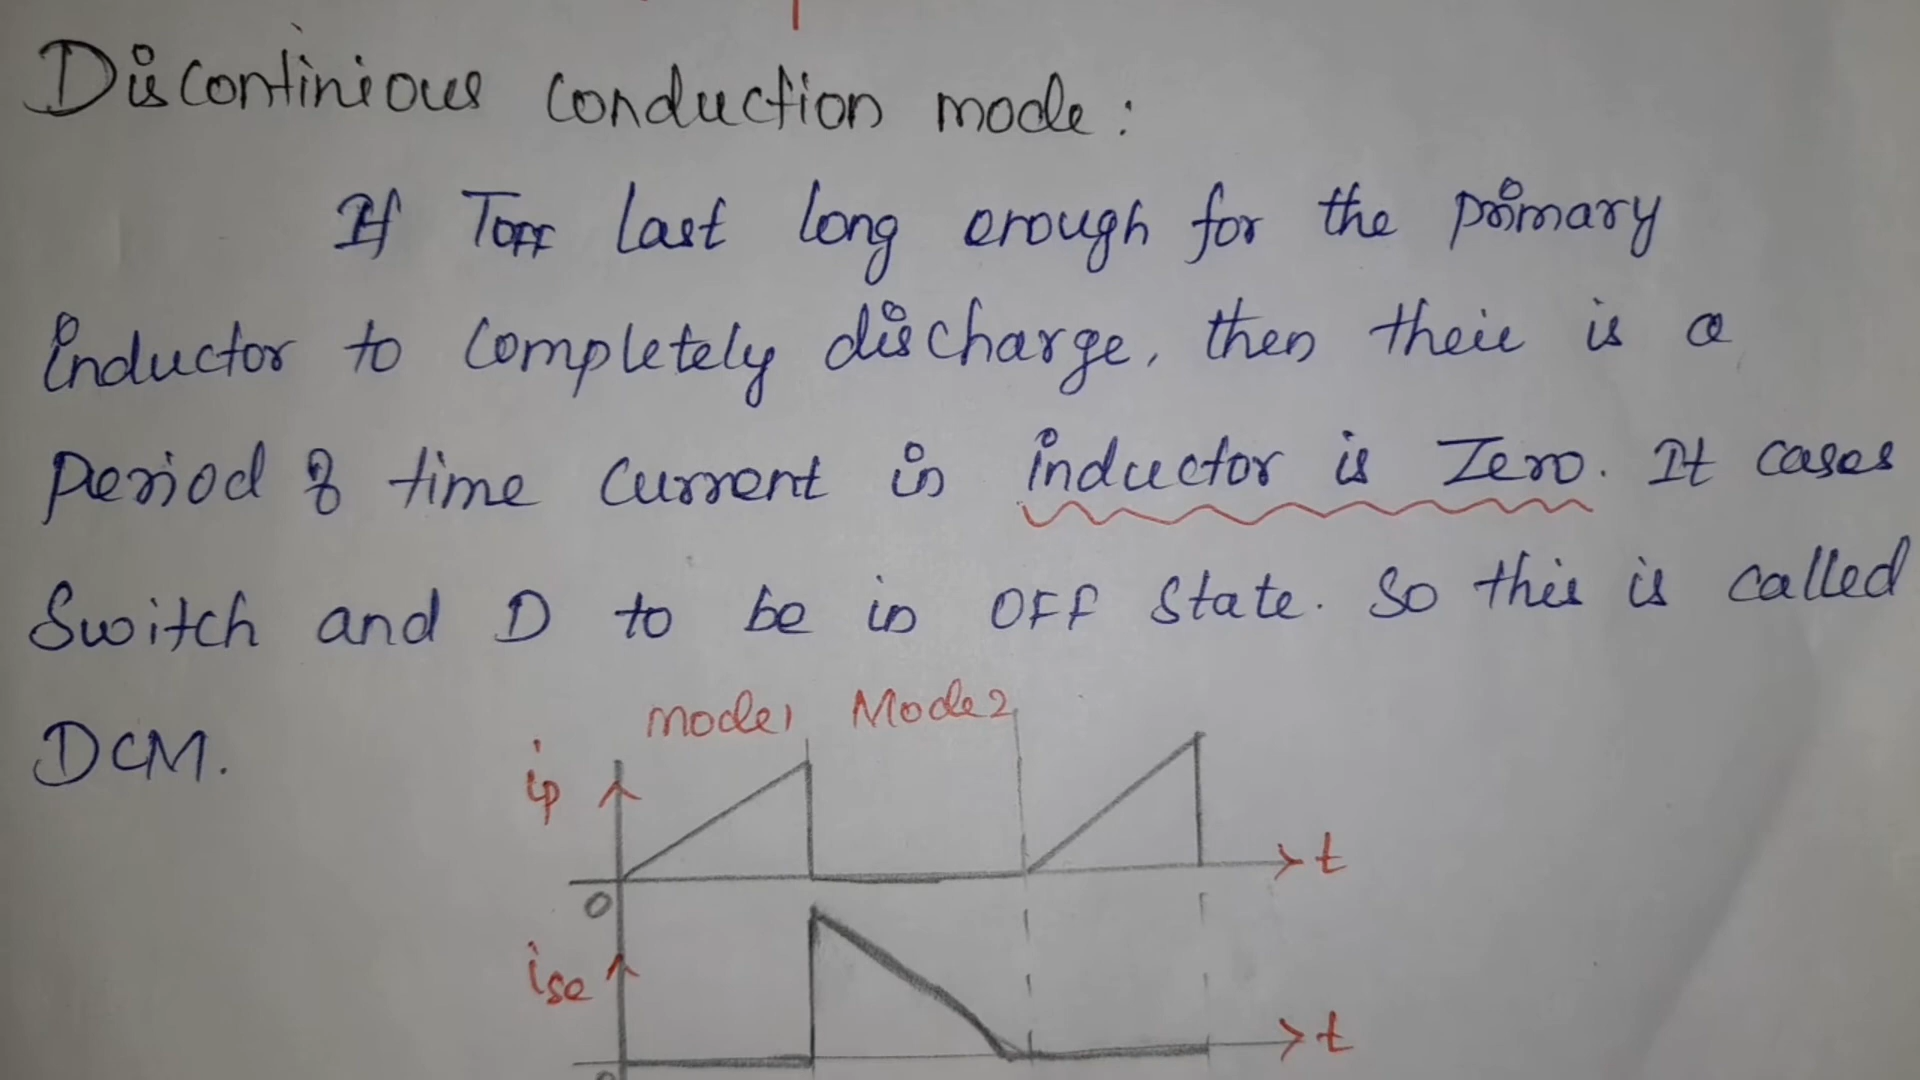 Discontinious conduction mode:
If TOFF last long enough for the primary
inductor to completely discharge, then their is a
period of time current in inductor is zero. It cases
Switch and D to be in OFF state. So this is called
DCM.
mode1 Mode2
ip
t
0
ise
t